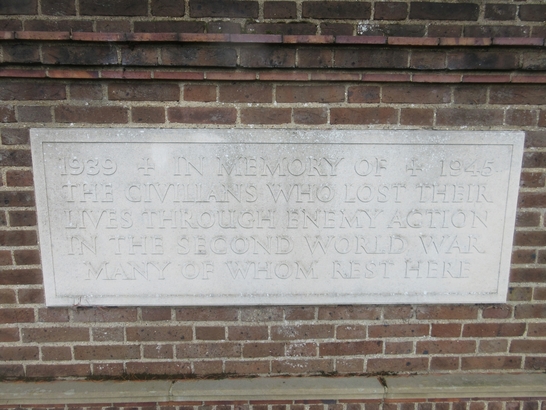 1939 ✢ IN MEMORY OF ✢ 1945
THE CIVILIANS WHO LOST THEIR
LIVES THROUGH ENEMY ACTION
IN THE SECOND WORLD WAR
MANY OF WHOM REST HERE